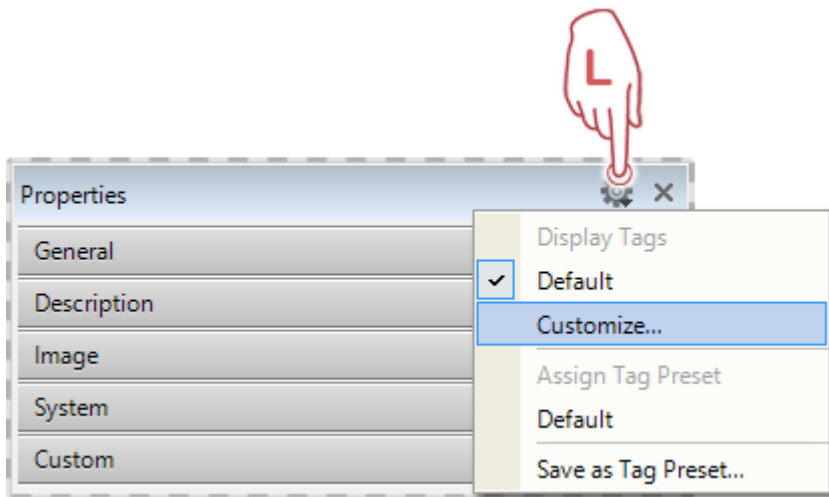 L
Properties
General
Description
Image
System
Custom
Display Tags
Default
Customize...
Assign Tag Preset
Default
Save as Tag Preset...